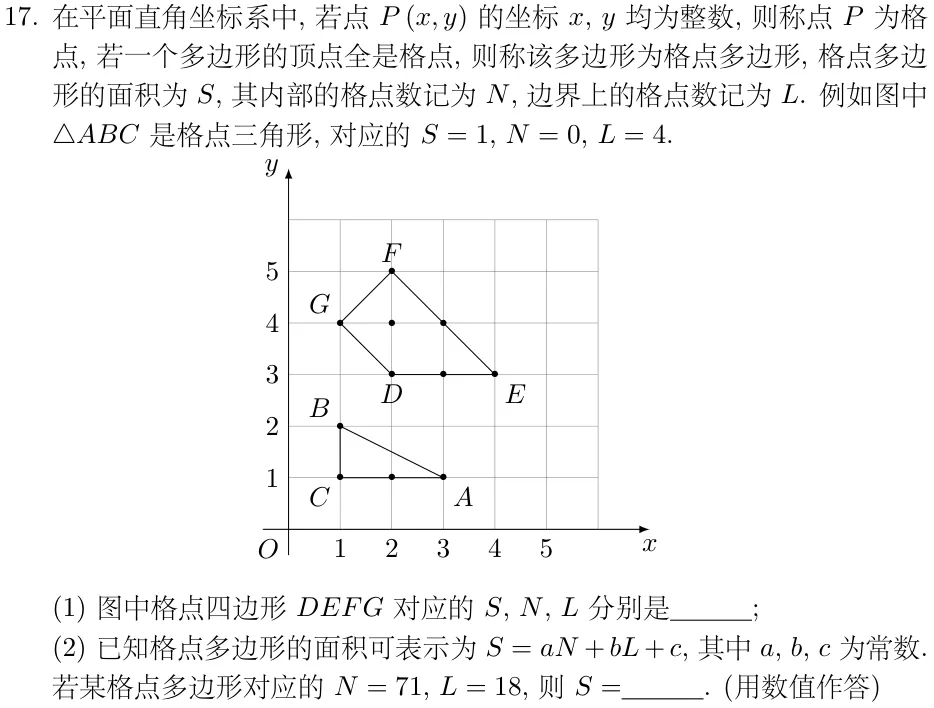 17. 在平面直角坐标系中, 若点 P (x, y) 的坐标 x, y 均为整数, 则称点 P 为格
点, 若一个多边形的顶点全是格点, 则称该多边形为格点多边形, 格点多边
形的面积为 S, 其内部的格点数记为 N, 边界上的格点数记为 L. 例如图中
△ABC 是格点三角形, 对应的 S = 1, N = 0, L = 4.
y
F
5
G
4
3
D
E
B
2
1
C
A
O 1 2 3 4 5 x
(1) 图中格点四边形 DEFG 对应的 S, N, L 分别是______;
(2) 已知格点多边形的面积可表示为 S = aN + bL + c, 其中 a, b, c 为常数.
若某格点多边形对应的 N = 71, L = 18, 则 S =______. (用数值作答)